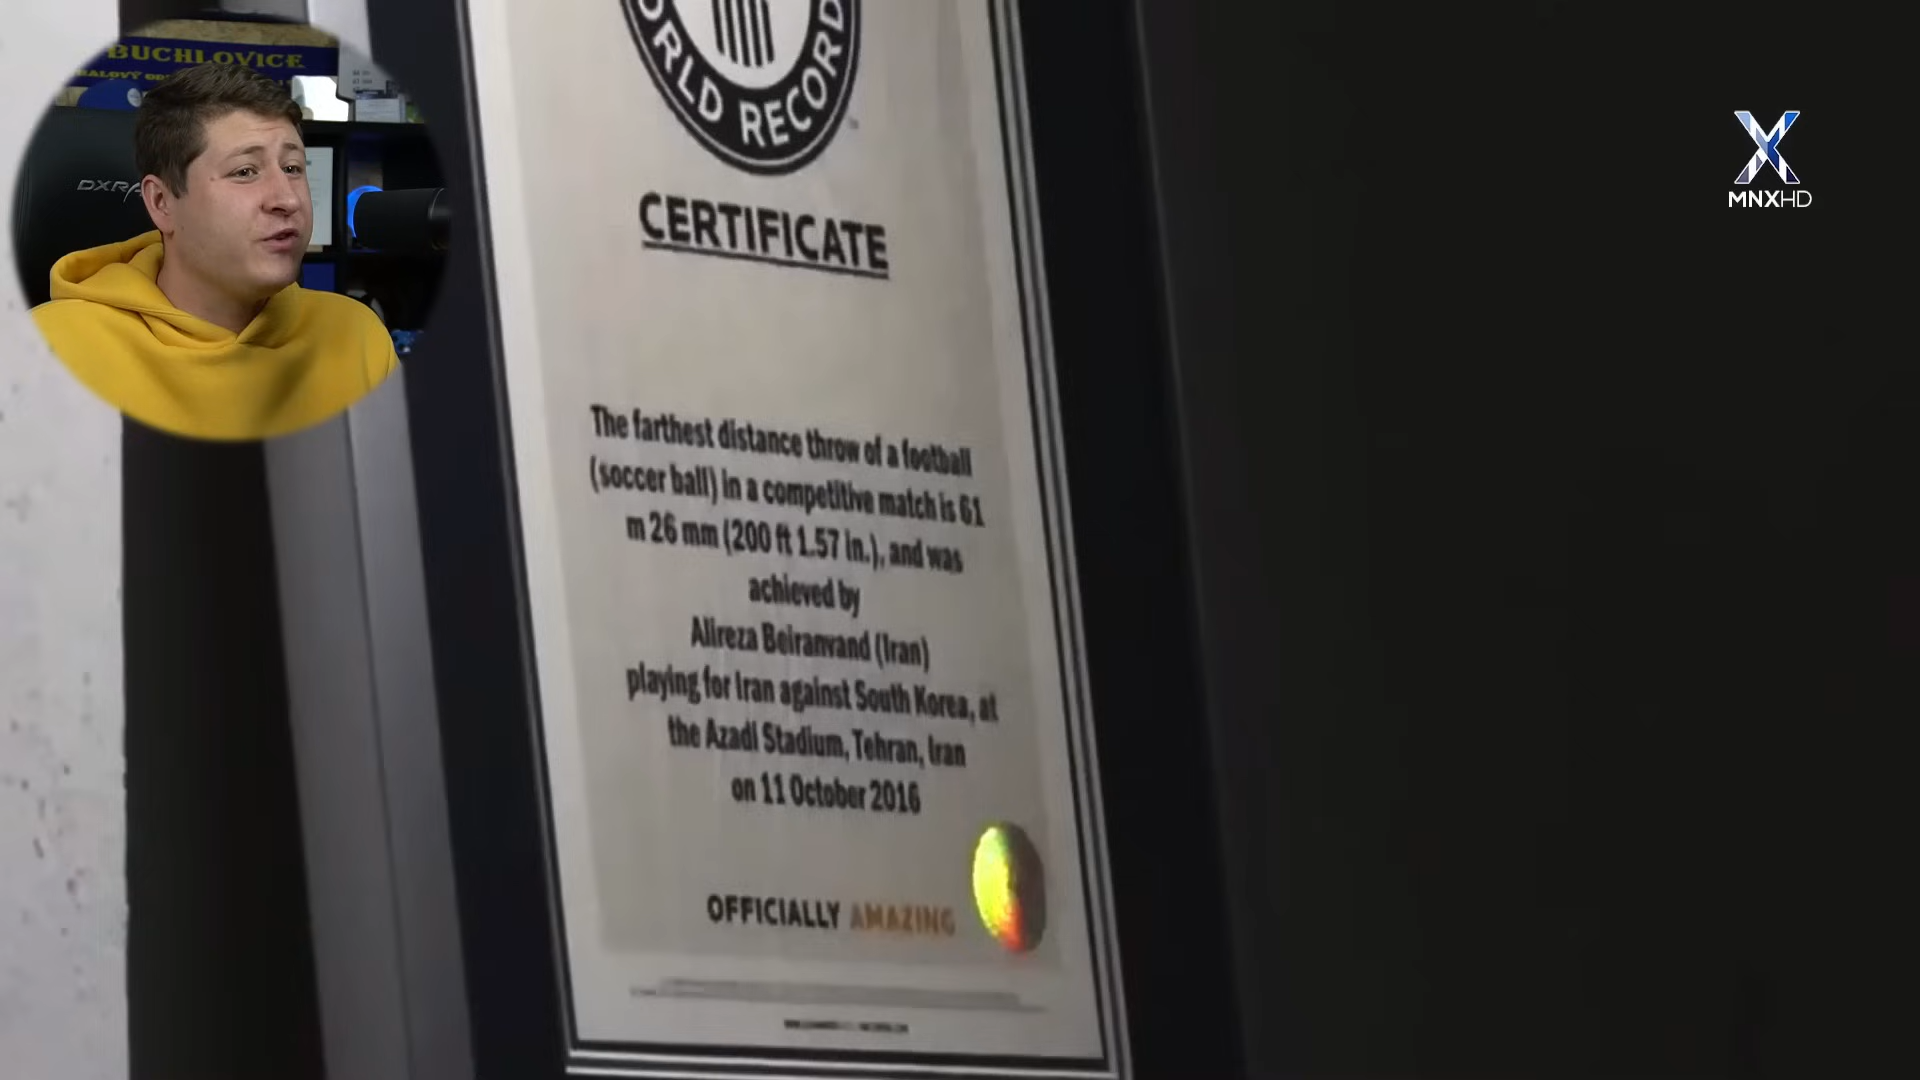 BUCHLOVICE
DXRA
WORLD RECORD
CERTIFICATE
The farthest distance throw of a football
(soccer ball) in a competitive match is 61
m 26 mm (200 ft 1.57 in.), and was
achieved by
Alireza Beiranvand (Iran)
playing for Iran against South Korea, at
the Azadi Stadium, Tehran, Iran
on 11 October 2016
OFFICIALLY AMAZING
MNXHD